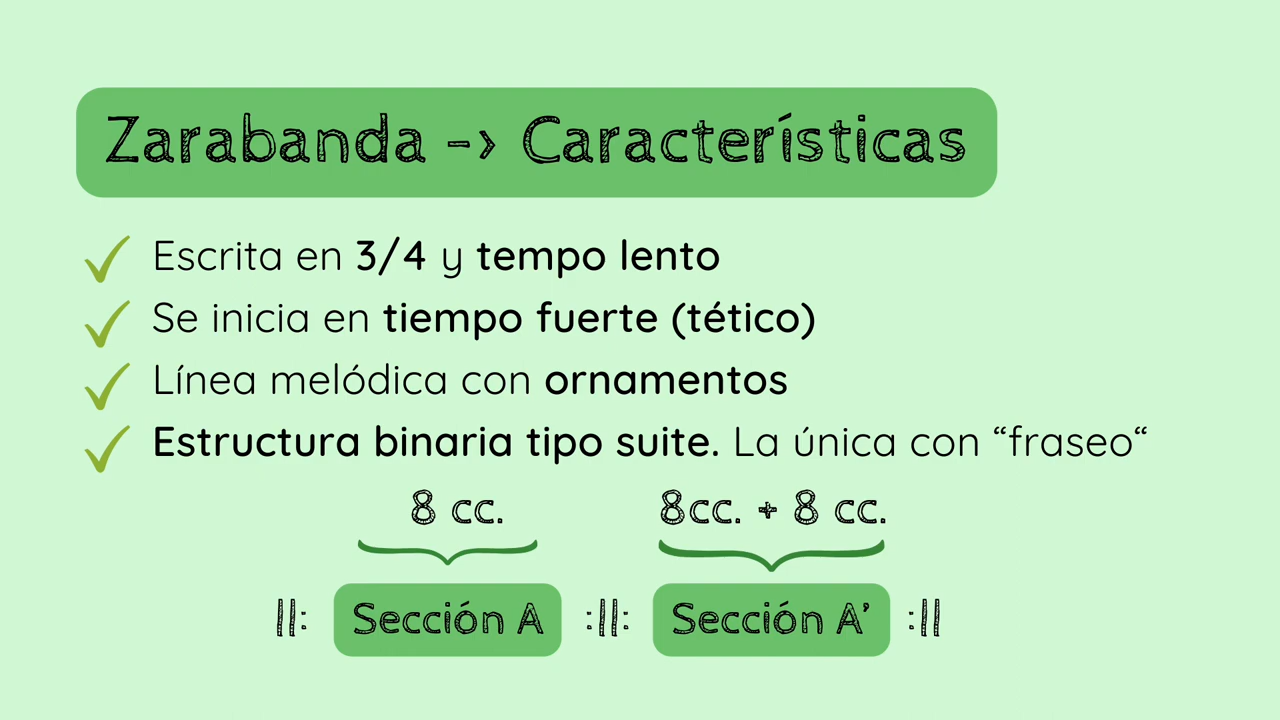 Zarabanda -> Características
Escrita en 3/4 y tempo lento
Se inicia en tiempo fuerte (tético)
Línea melódica con ornamentos
Estructura binaria tipo suite. La única con “fraseo“
8 cc. 8cc. + 8 cc.
||: Sección A :||: Sección A’ :||